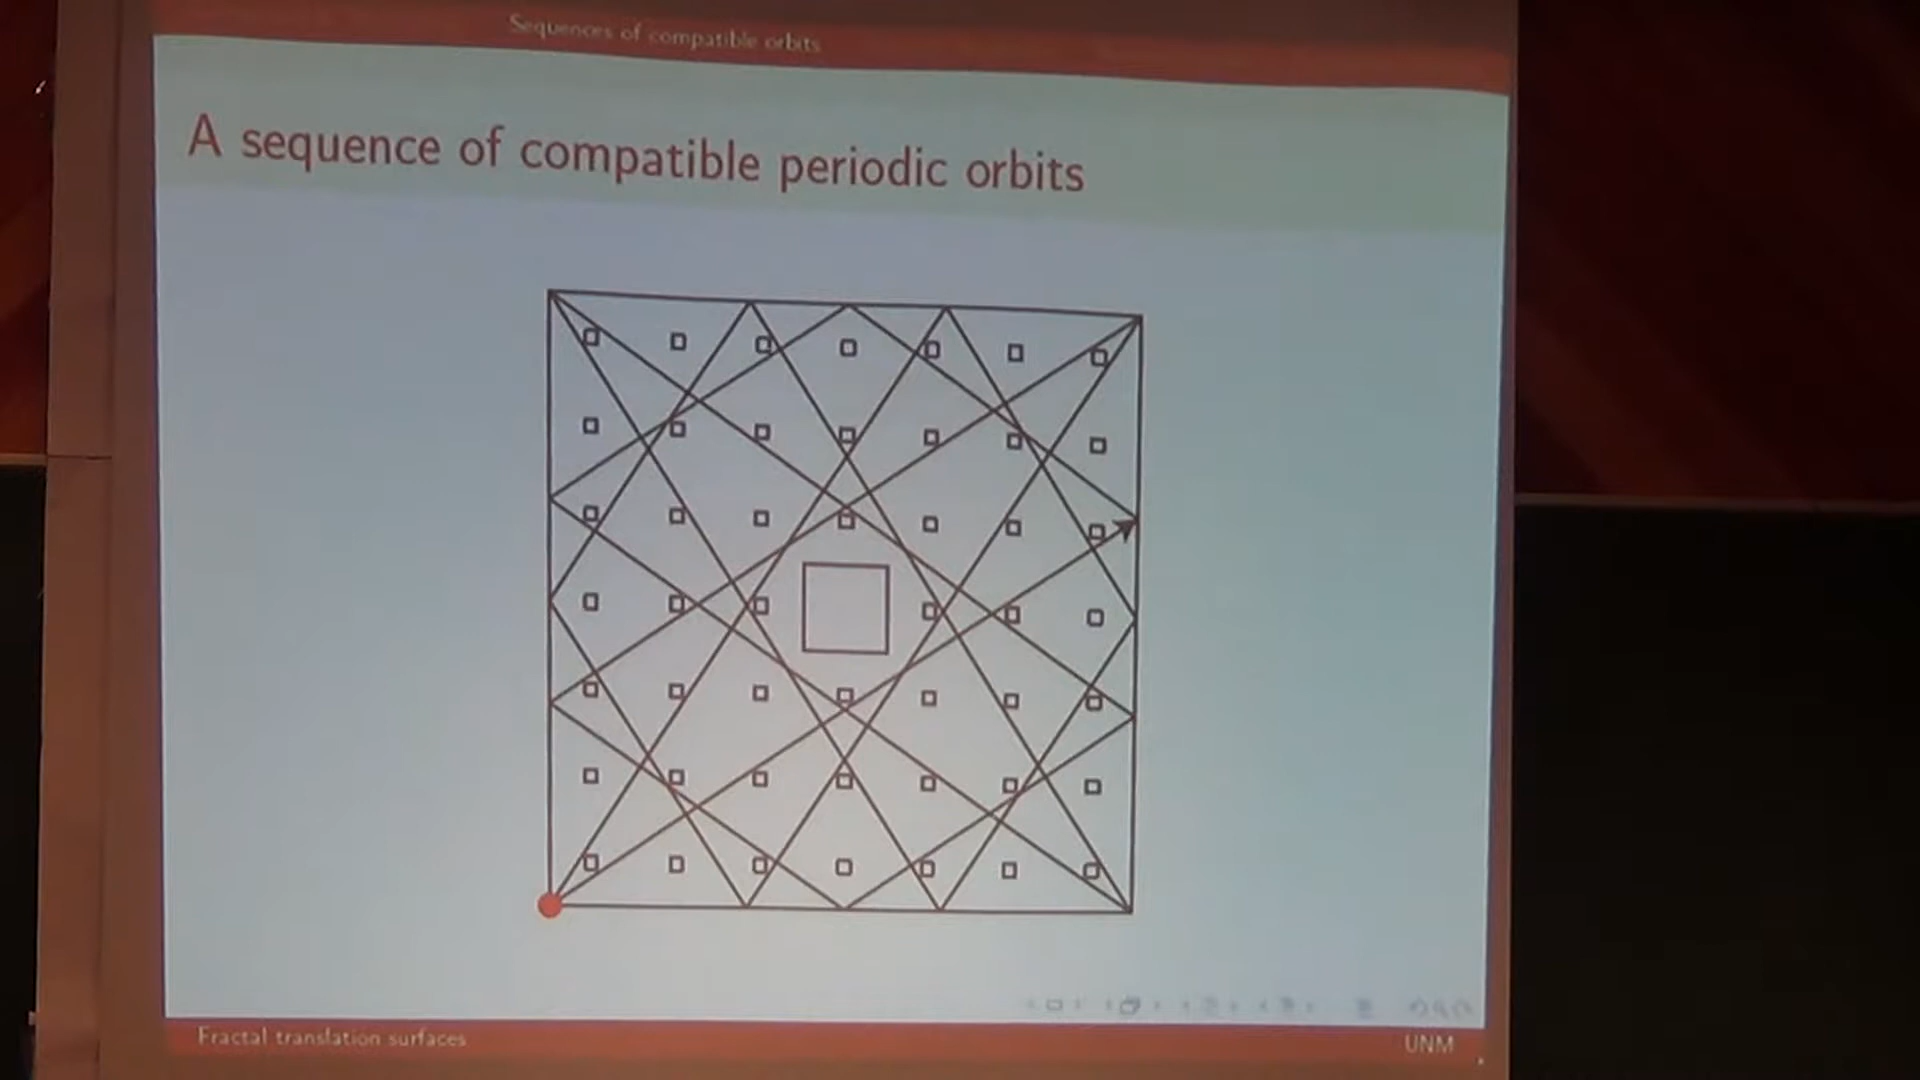 Sequences of compatible orbits
A sequence of compatible periodic orbits
Fractal translation surfaces
UNM